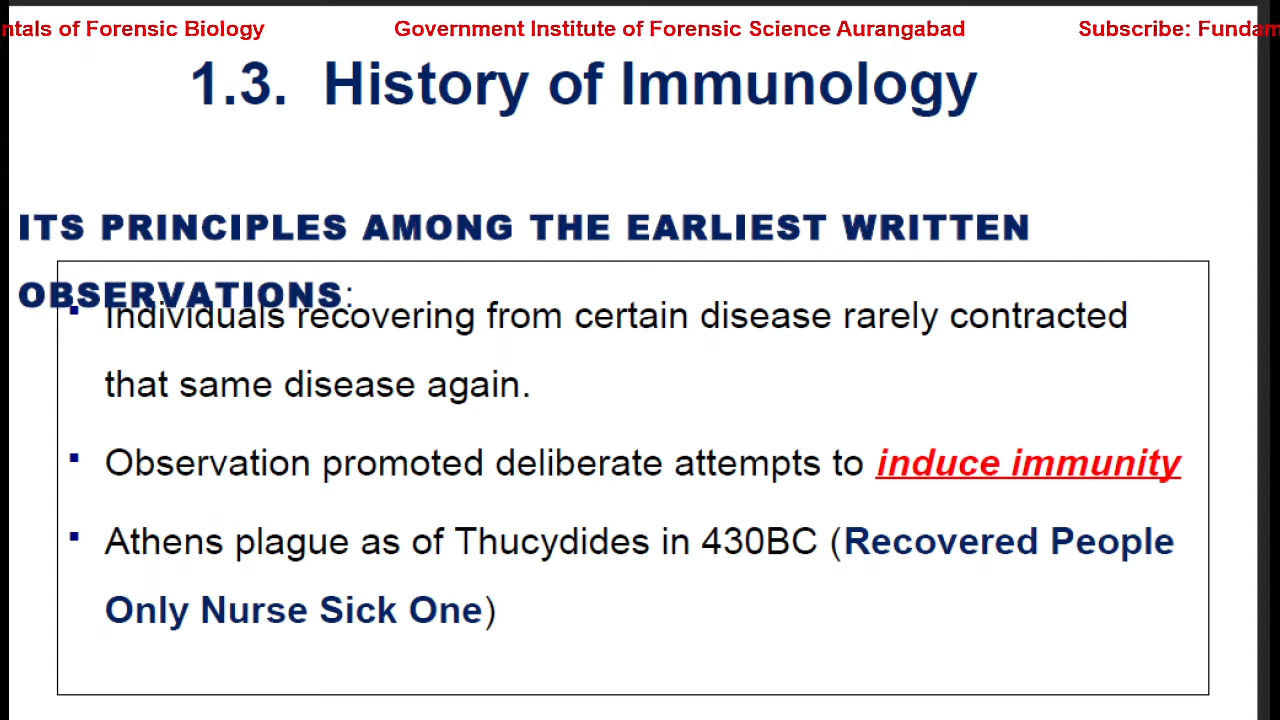 ntals of Forensic Biology Government Institute of Forensic Science Aurangabad Subscribe: Fundam
1.3. History of Immunology
ITS PRINCIPLES AMONG THE EARLIEST WRITTEN
OBSERVATIONS:
▪ Individuals recovering from certain disease rarely contracted
that same disease again.
▪ Observation promoted deliberate attempts to induce immunity
▪ Athens plague as of Thucydides in 430BC (Recovered People
Only Nurse Sick One)